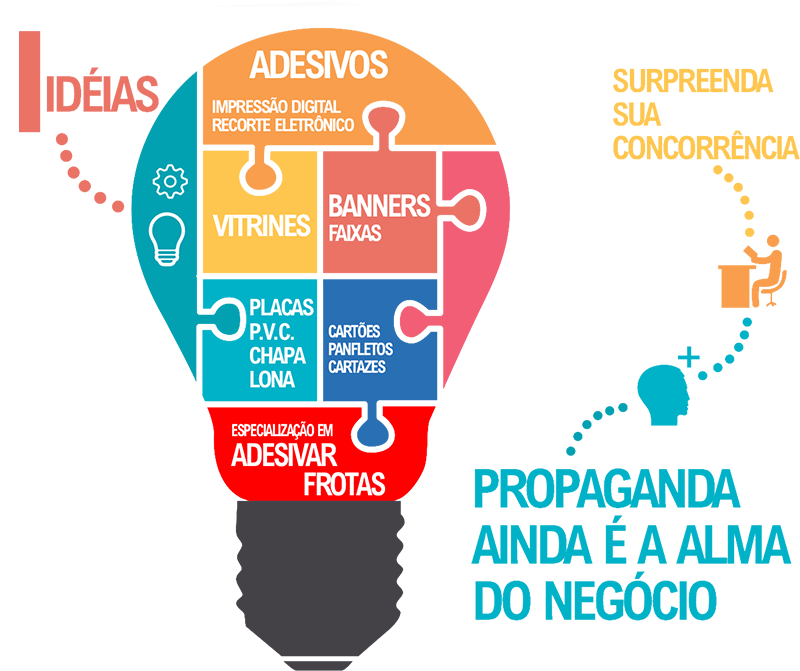 IDÉIAS
ADESIVOS
IMPRESSÃO DIGITAL
RECORTE ELETRÔNICO
VITRINES
BANNERS
FAIXAS
PLACAS
P.V.C.
CHAPA
LONA
CARTÕES
PANFLETOS
CARTAZES
ESPECIALIZAÇÃO EM
ADESIVAR
FROTAS
SURPREENDA
SUA
CONCORRÊNCIA
PROPAGANDA
AINDA É A ALMA
DO NEGÓCIO